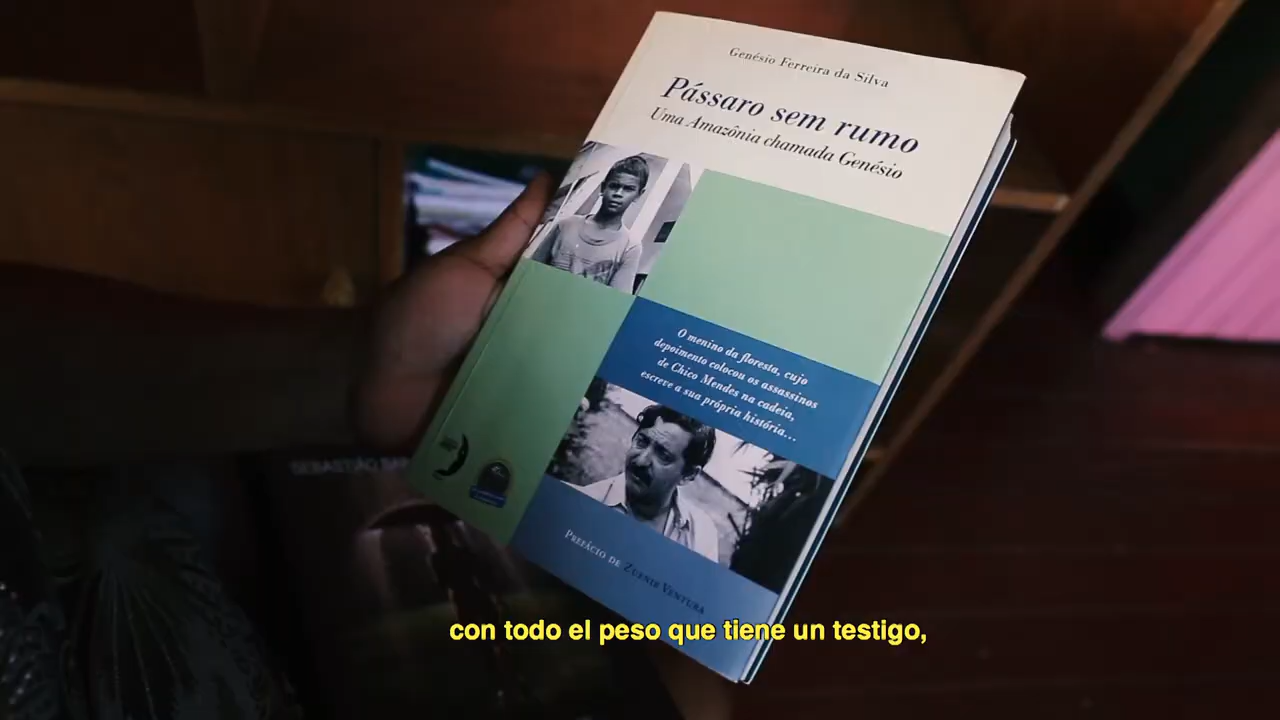 Genésio Ferreira da Silva
Pássaro sem rumo
Uma Amazônia chamada Genésio
O menino da floresta, cujo
depoimento colocou os assassinos
de Chico Mendes na cadeia,
escreve a sua própria história...
SEBASTIÃO
PREFÁCIO DE ZUENIR VENTURA
con todo el peso que tiene un testigo,